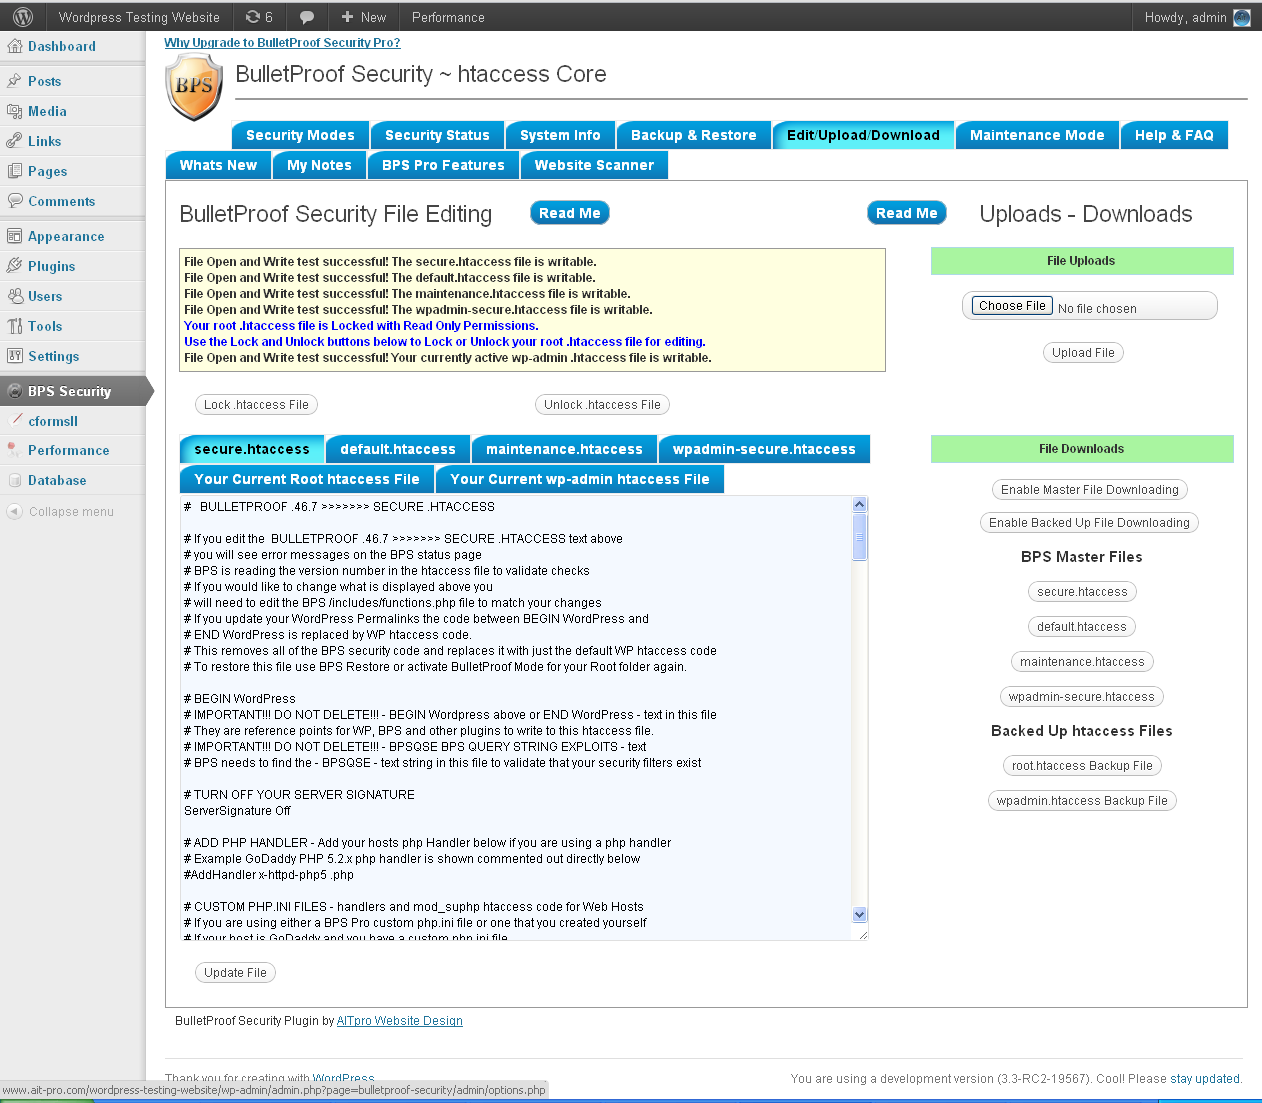 Wordpress Testing Website 6 New Performance Howdy, admin
Dashboard
Posts
Media
Links
Pages
Comments
Appearance
Plugins
Users
Tools
Settings
BPS Security
cformsII
Performance
Database
Collapse menu
Why Upgrade to BulletProof Security Pro?
BPS
BulletProof Security ~ htaccess Core
Security Modes Security Status System Info Backup & Restore Edit/Upload/Download Maintenance Mode Help & FAQ
Whats New My Notes BPS Pro Features Website Scanner
BulletProof Security File Editing Read Me
Read Me Uploads - Downloads
File Open and Write test successful! The secure.htaccess file is writable.
File Open and Write test successful! The default.htaccess file is writable.
File Open and Write test successful! The maintenance.htaccess file is writable.
File Open and Write test successful! The wpadmin-secure.htaccess file is writable.
Your root .htaccess file is Locked with Read Only Permissions.
Use the Lock and Unlock buttons below to Lock or Unlock your root .htaccess file for editing.
File Open and Write test successful! Your currently active wp-admin .htaccess file is writable.
Lock .htaccess File Unlock .htaccess File
secure.htaccess default.htaccess maintenance.htaccess wpadmin-secure.htaccess
Your Current Root htaccess File Your Current wp-admin htaccess File
# BULLETPROOF .46.7 >>>>>>> SECURE .HTACCESS
# If you edit the BULLETPROOF .46.7 >>>>>>> SECURE .HTACCESS text above
# you will see error messages on the BPS status page
# BPS is reading the version number in the htaccess file to validate checks
# If you would like to change what is displayed above you
# will need to edit the BPS /includes/functions.php file to match your changes
# If you update your WordPress Permalinks the code between BEGIN WordPress and
# END WordPress is replaced by WP htaccess code.
# This removes all of the BPS security code and replaces it with just the default WP htaccess code
# To restore this file use BPS Restore or activate BulletProof Mode for your Root folder again.
# BEGIN WordPress
# IMPORTANT!!! DO NOT DELETE!!! - BEGIN Wordpress above or END WordPress - text in this file
# They are reference points for WP, BPS and other plugins to write to this htaccess file.
# IMPORTANT!!! DO NOT DELETE!!! - BPSQSE BPS QUERY STRING EXPLOITS - text
# BPS needs to find the - BPSQSE - text string in this file to validate that your security filters exist
# TURN OFF YOUR SERVER SIGNATURE
ServerSignature Off
# ADD PHP HANDLER - Add your hosts php Handler below if you are using a php handler
# Example GoDaddy PHP 5.2.x php handler is shown commented out directly below
#AddHandler x-httpd-php5 .php
# CUSTOM PHP.INI FILES - handlers and mod_suphp htaccess code for Web Hosts
# If you are using either a BPS Pro custom php.ini file or one that you created yourself
# If your host is GoDaddy and you have a custom php.ini file
Update File
File Uploads
Choose File No file chosen
Upload File
File Downloads
Enable Master File Downloading
Enable Backed Up File Downloading
BPS Master Files
secure.htaccess
default.htaccess
maintenance.htaccess
wpadmin-secure.htaccess
Backed Up htaccess Files
root.htaccess Backup File
wpadmin.htaccess Backup File
BulletProof Security Plugin by AITpro Website Design
Thank you for creating with WordPress.
You are using a development version (3.3-RC2-19567). Cool! Please stay updated.
www.ait-pro.com/wordpress-testing-website/wp-admin/admin.php?page=bulletproof-security/admin/options.php